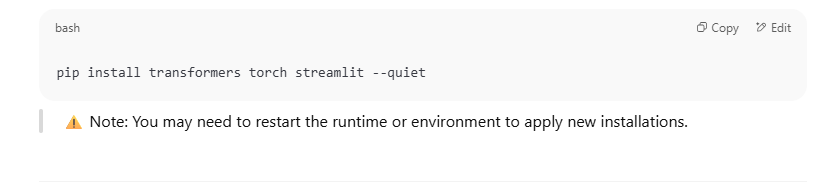 bash Copy Edit
pip install transformers torch streamlit --quiet
⚠️ Note: You may need to restart the runtime or environment to apply new installations.